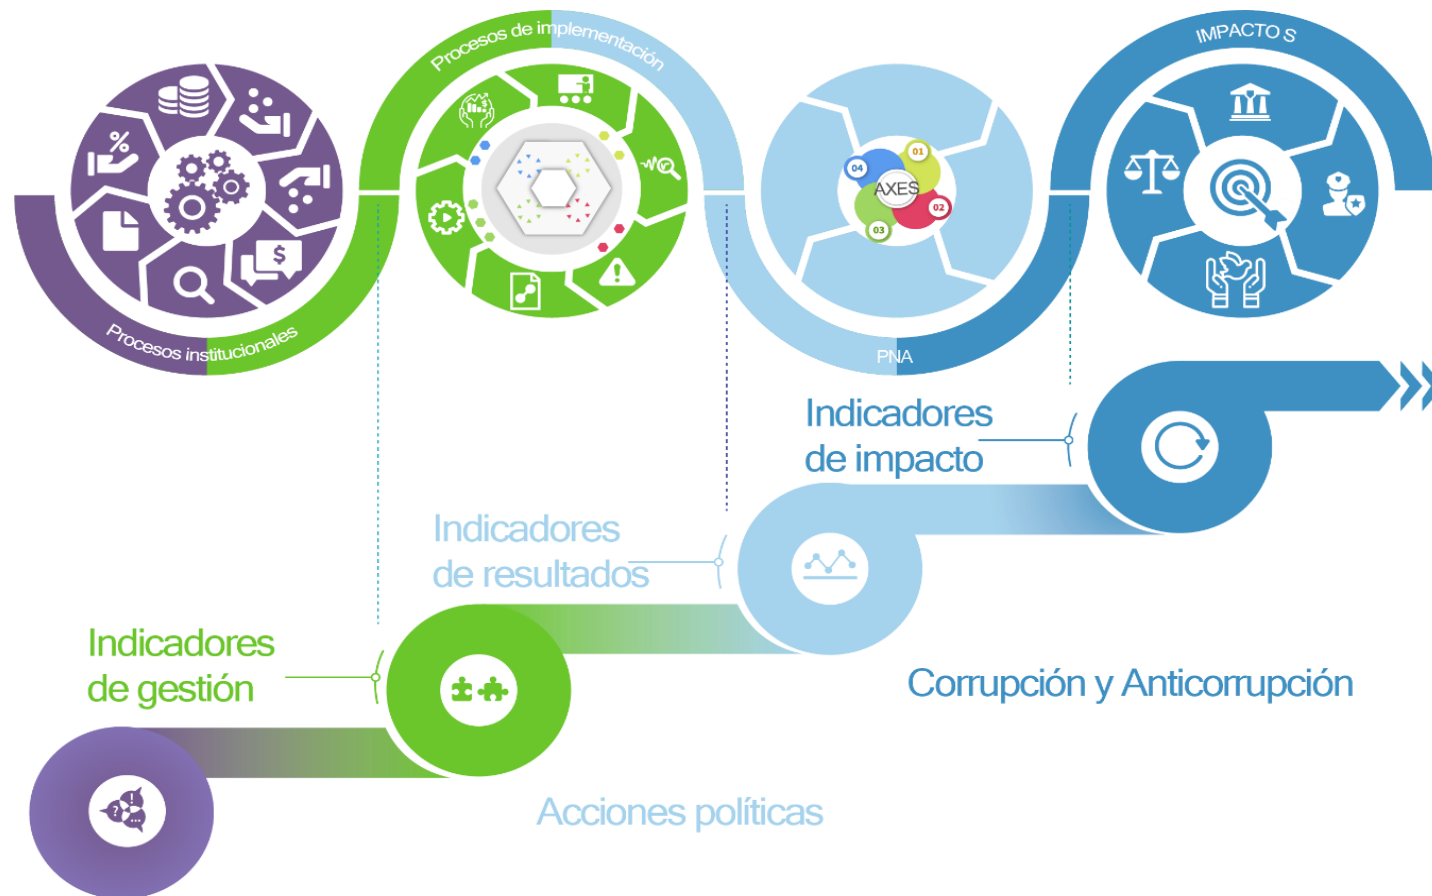 Procesos de implementación
IMPACTO S
%
$
$
01
04
AXES
02
03
Procesos institucionales
PNA
Indicadores
de impacto
Indicadores
de resultados
Indicadores
de gestión
Corrupción y Anticorrupción
Acciones políticas
!
?
...